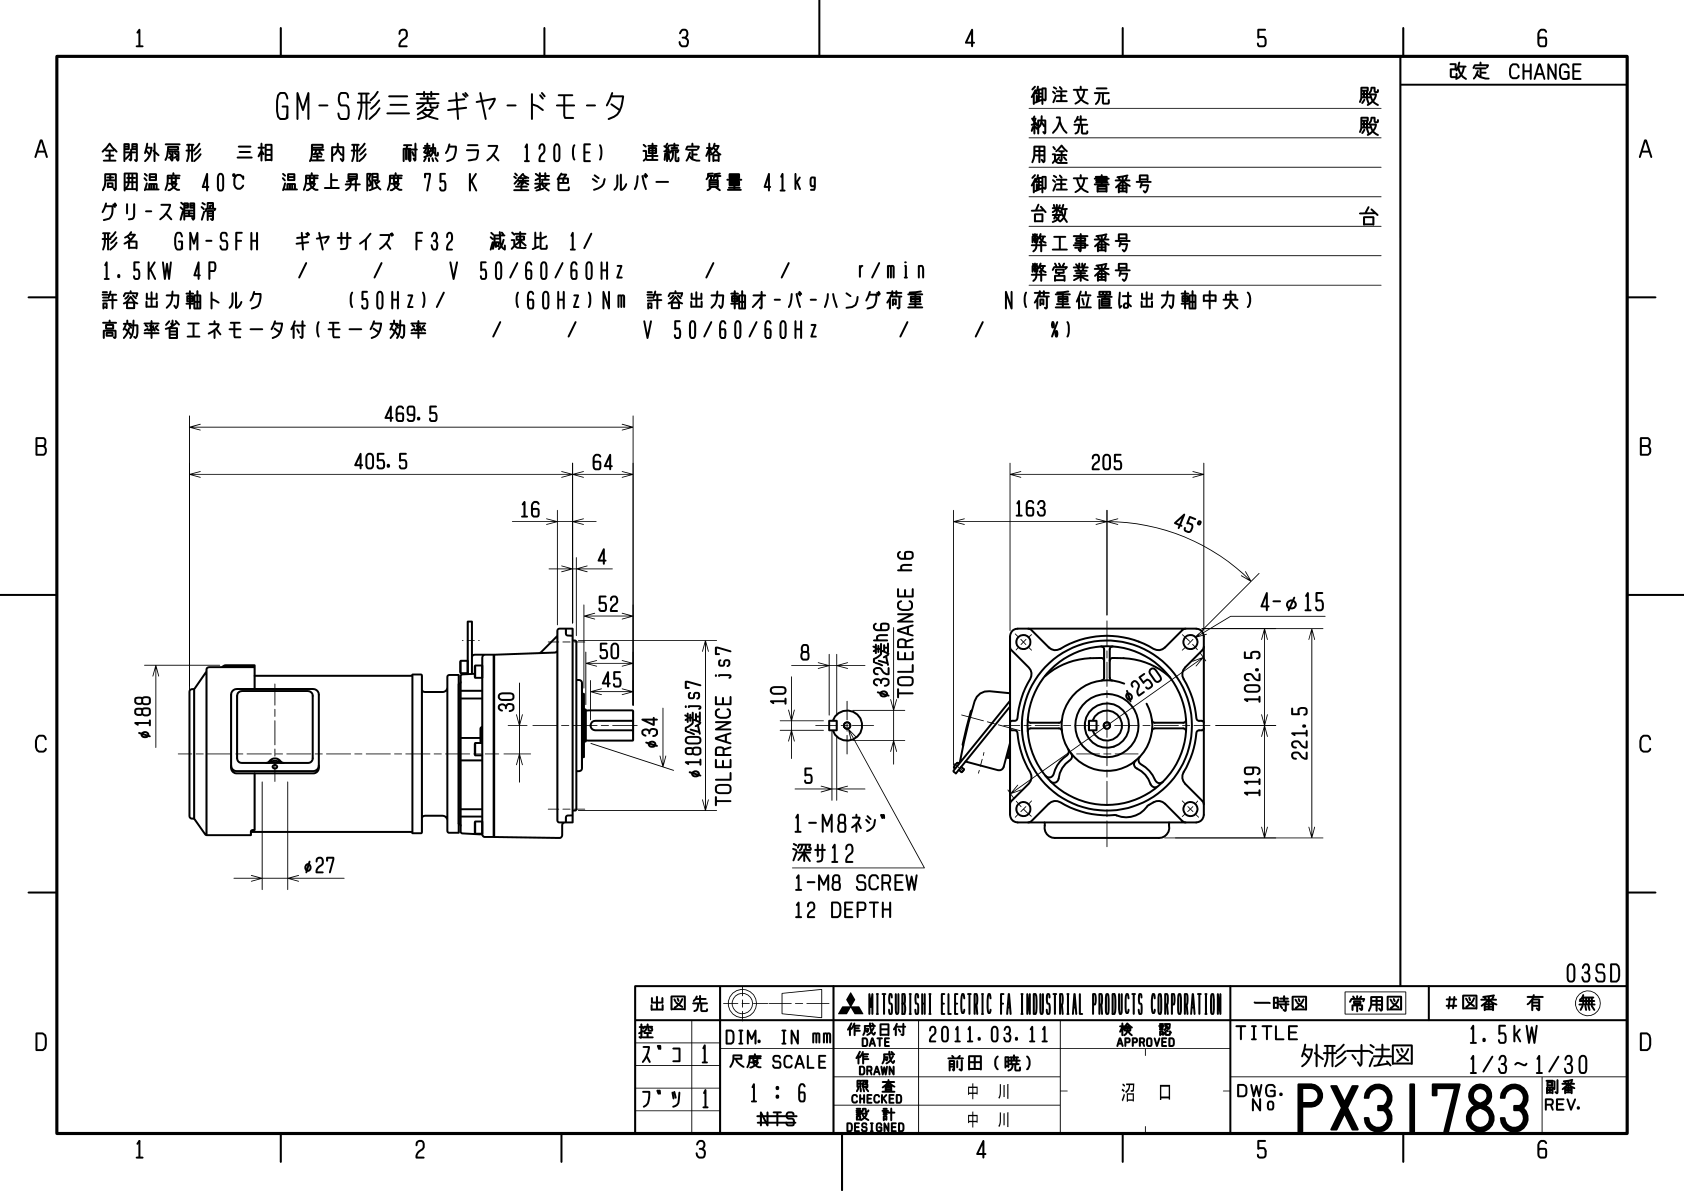 1 2 3 4 5 6
改定 CHANGE
GM-S形三菱ギヤードモータ
全閉外扇形 三相 屋内形 耐熱クラス 120(E) 連続定格
周囲温度 40℃ 温度上昇限度 75 K 塗装色 シルバー 質量 41kg
グリース潤滑
形名 GM-SFH ギヤサイズ F32 減速比 1/
1.5KW 4P / / V 50/60/60Hz / / r/min
許容出力軸トルク (50Hz)/ (60Hz)Nm 許容出力軸オーバーハング荷重 N(荷重位置は出力軸中央)
高効率省エネモータ付(モータ効率 / / V 50/60/60Hz / / %)
御注文元 殿
納入先 殿
用途
御注文書番号
台数 台
弊工事番号
弊営業番号
A A
B B
C C
D D
469.5
405.5 64
16
4
52
50
45
30
φ34
φ188
φ27
φ180公差js7
TOLERANCE js7
8
10
5
φ32公差h6
TOLERANCE h6
1-M8ネジ
深サ12
1-M8 SCREW
12 DEPTH
205
163
45°
4-φ15
φ250
102.5
119
221.5
03SD
出図先
控
ズコ 1
ブツ 1
MITSUBISHI ELECTRIC FA INDUSTRIAL PRODUCTS CORPORATION
一時図 常用図 #図番 有 無
DIM. IN mm
尺度 SCALE
1 : 6
NTS
作成日付 DATE 2011.03.11
作成 DRAWN 前田(暁)
照査 CHECKED 中川
設計 DESIGNED 中川
検認 APPROVED
沼口
TITLE 1.5kW
外形寸法図 1/3~1/30
DWG. No PX31783
副番 REV.
1 2 3 4 5 6